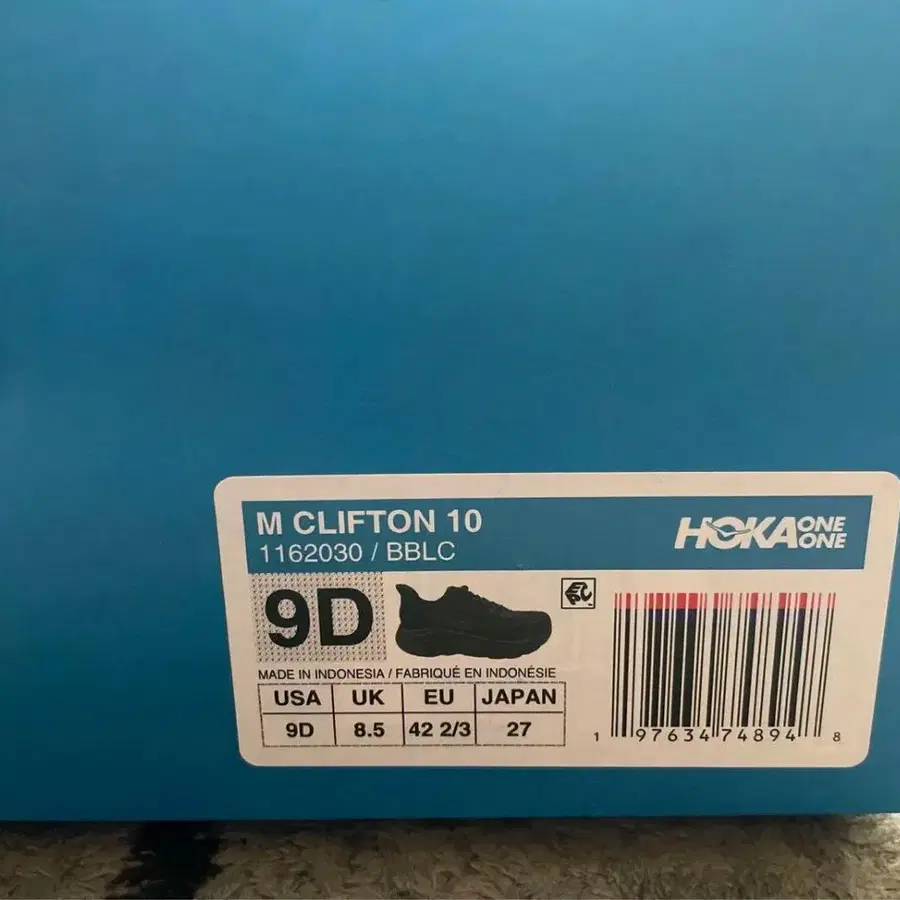 M CLIFTON 10
1162030 / BBLC
HOKA ONE ONE
9D
EPC
MADE IN INDONESIA / FABRIQUÉ EN INDONÉSIE
USA UK EU JAPAN
9D 8.5 42 2/3 27
1 97634 74894 8